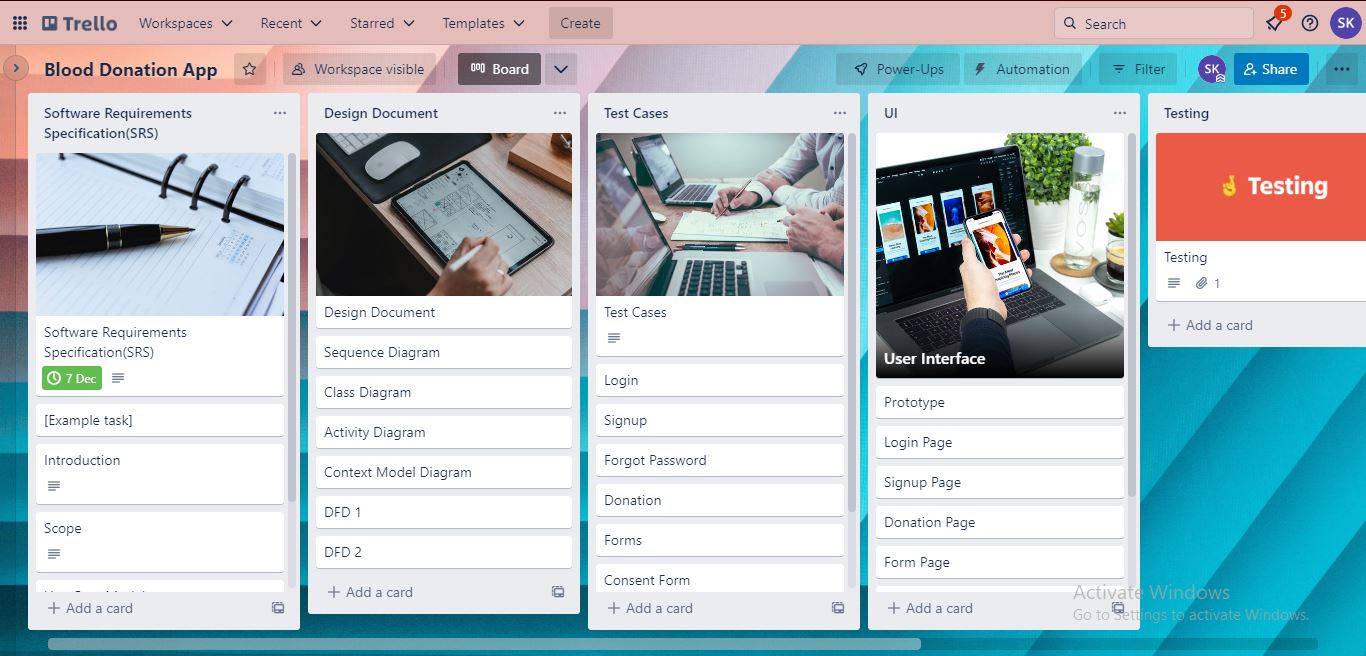 Trello Workspaces Recent Starred Templates Create Search 5 SK
Blood Donation App Workspace visible Board Power-Ups Automation Filter SK Share
Software Requirements
Specification(SRS)
Software Requirements
Specification(SRS)
7 Dec
[Example task]
Introduction
Scope
+ Add a card
Design Document
Design Document
Sequence Diagram
Class Diagram
Activity Diagram
Context Model Diagram
DFD 1
DFD 2
+ Add a card
Test Cases
Test Cases
Login
Signup
Forgot Password
Donation
Forms
Consent Form
+ Add a card
UI
User Interface
Prototype
Login Page
Signup Page
Donation Page
Form Page
+ Add a card
Testing
🤞 Testing
Testing
1
+ Add a card
Activate Windows
Go to Settings to activate Windows.